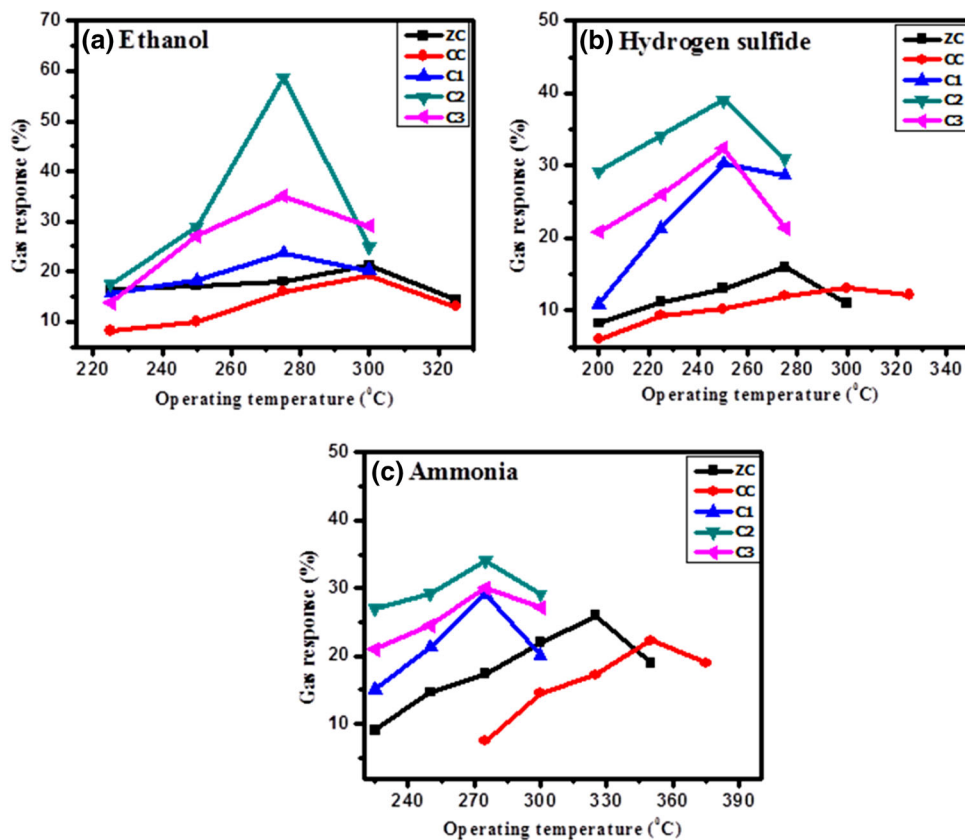 (a) Ethanol
ZC
CC
C1
C2
C3
70
60
50
40
30
20
10
Gas response (%)
220 240 260 280 300 320
Operating temperature (⁰C)
(b) Hydrogen sulfide
ZC
CC
C1
C2
C3
50
40
30
20
10
Gas response (%)
200 220 240 260 280 300 320 340
Operating temperature (⁰C)
(c) Ammonia
ZC
CC
C1
C2
C3
50
40
30
20
10
Gas response (%)
240 270 300 330 360 390
Operating temperature (⁰C)